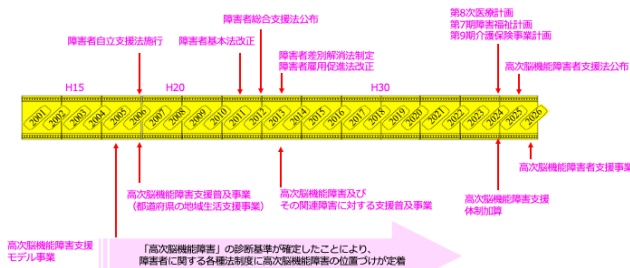 第8次医療計画
第7期障害福祉計画
第9期介護保険事業計画
障害者総合支援法公布
障害者自立支援法施行
障害者基本法改正
障害者差別解消法制定
障害者雇用促進法改正
高次脳機能障害者支援法公布
H15
H20
H30
2001
2002
2003
2004
2005
2006
2007
2008
2009
2010
2011
2012
2013
2014
2015
2016
2017
2018
2019
2020
2021
2022
2023
2024
2025
2026
高次脳機能障害者支援事業
高次脳機能障害支援普及事業
(都道府県の地域生活支援事業)
高次脳機能障害及び
その関連障害に対する支援普及事業
高次脳機能障害支援
体制加算
高次脳機能障害支援
モデル事業
「高次脳機能障害」の診断基準が確定したことにより、
障害者に関する各種法制度に高次脳機能障害の位置づけが定着